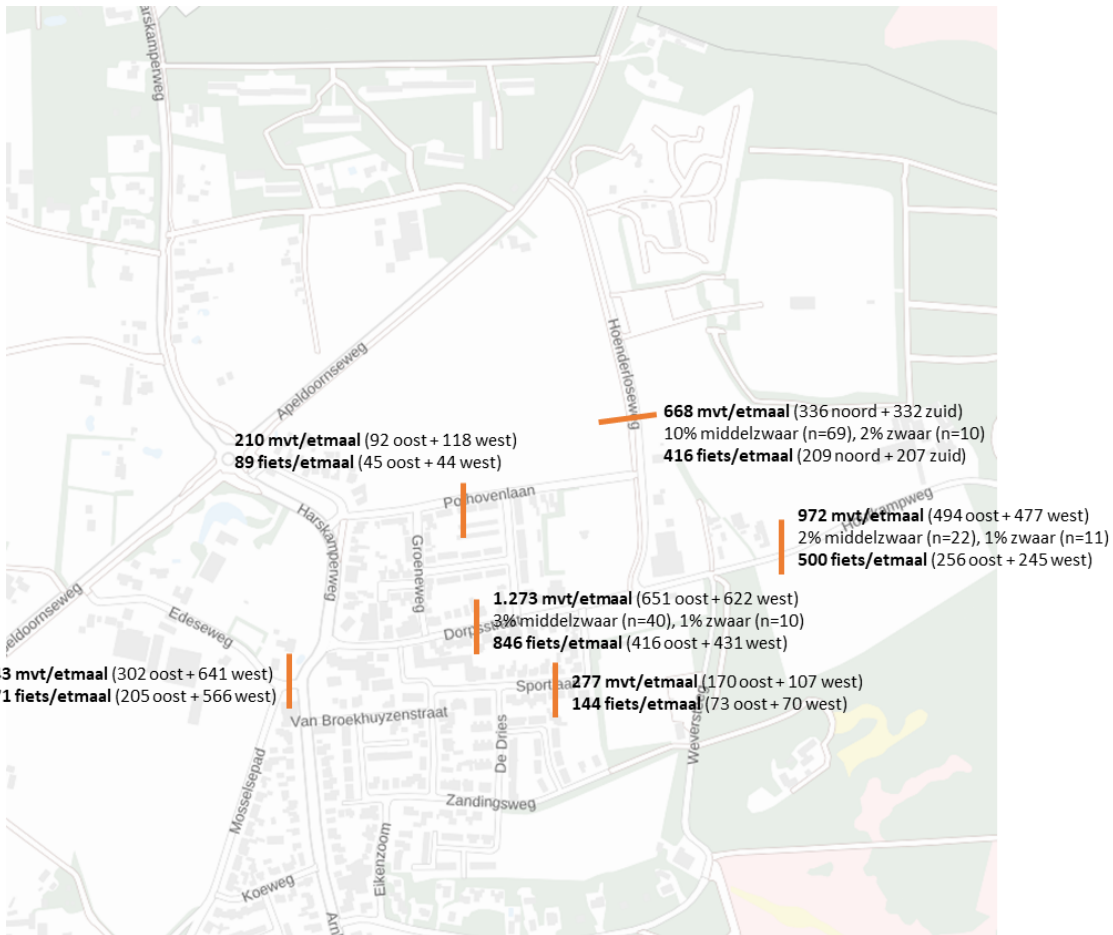 Harskamperweg
Apeldoornseweg
Hoenderloseweg
668 mvt/etmaal (336 noord + 332 zuid)
10% middelzwaar (n=69), 2% zwaar (n=10)
416 fiets/etmaal (209 noord + 207 zuid)
210 mvt/etmaal (92 oost + 118 west)
89 fiets/etmaal (45 oost + 44 west)
Harskamperweg
Groeneweg
972 mvt/etmaal (494 oost + 477 west)
2% middelzwaar (n=22), 1% zwaar (n=11)
500 fiets/etmaal (256 oost + 245 west)
Edeseweg
1.273 mvt/etmaal (651 oost + 622 west)
3% middelzwaar (n=40), 1% zwaar (n=10)
846 fiets/etmaal (416 oost + 431 west)
3 mvt/etmaal (302 oost + 641 west)
1 fiets/etmaal (205 oost + 566 west)
277 mvt/etmaal (170 oost + 107 west)
144 fiets/etmaal (73 oost + 70 west)
Van Broekhuyzenstraat
De Dries
Mosselsepad
Zandingsweg
Eikenzoom
Koeweg